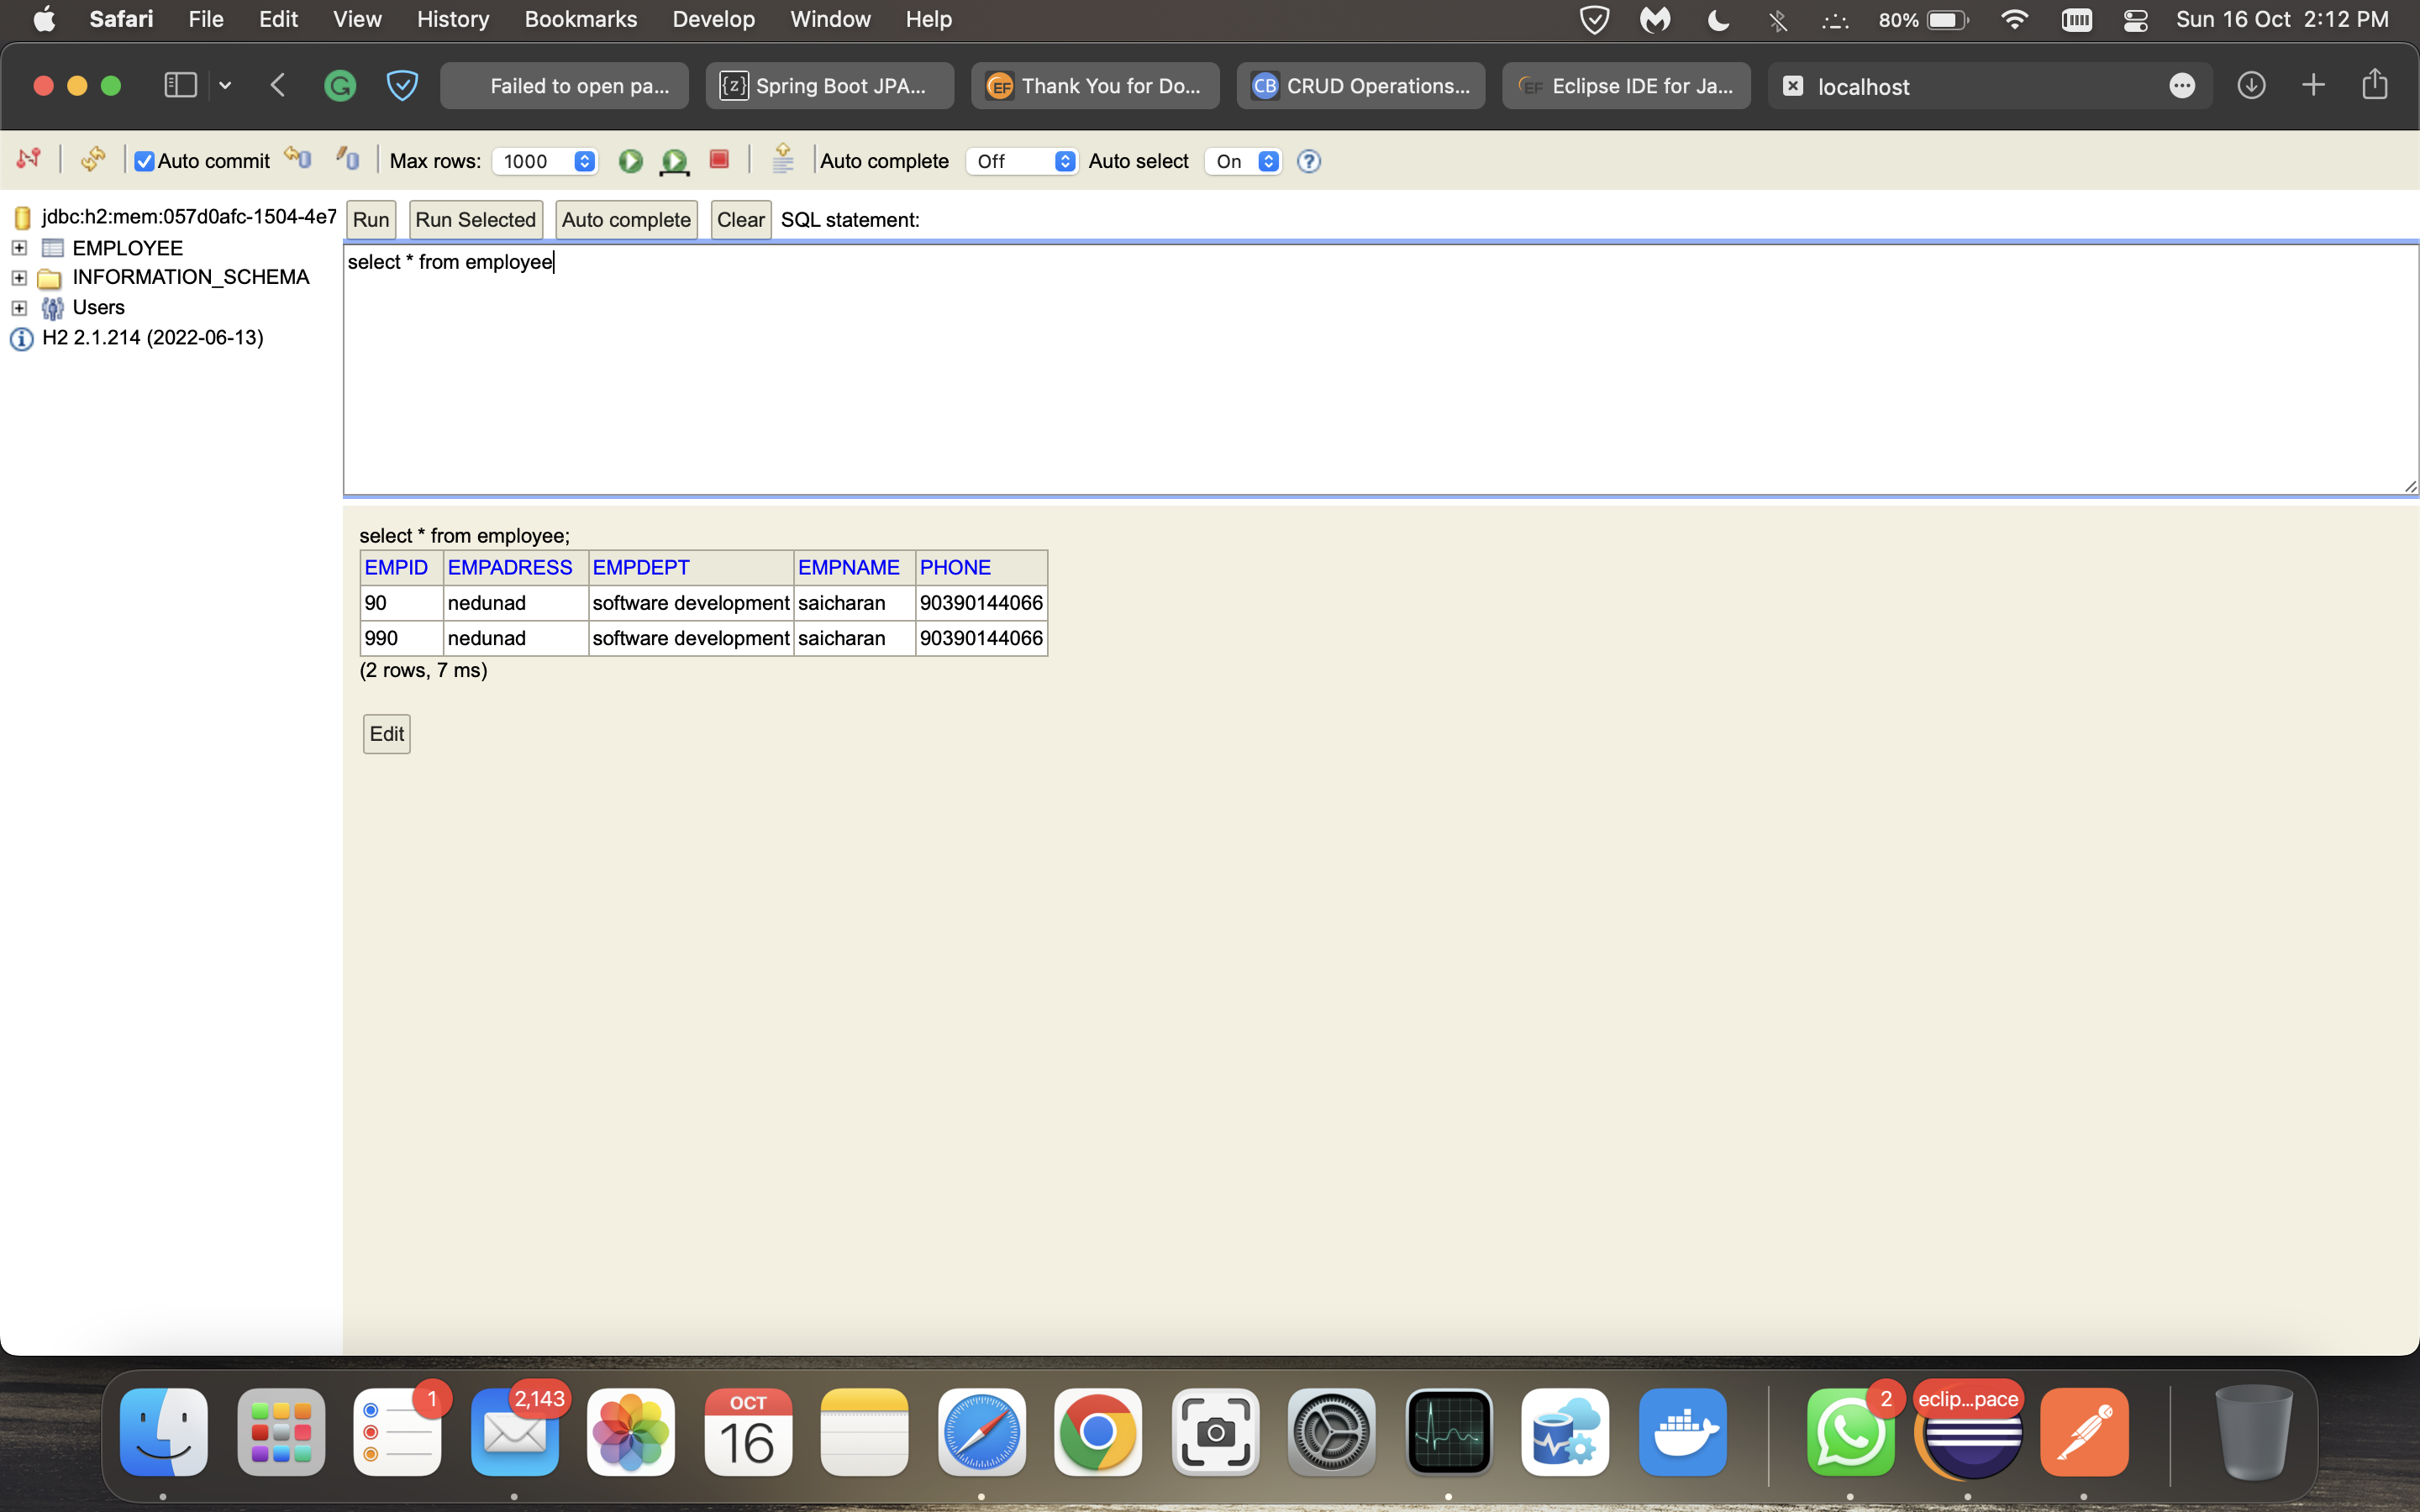 Safari File Edit View History Bookmarks Develop Window Help 80% Sun 16 Oct 2:12 PM
Failed to open pa... {z} Spring Boot JPA... EF Thank You for Do... CB CRUD Operations... EF Eclipse IDE for Ja... localhost
Auto commit Max rows: 1000 Auto complete Off Auto select On
jdbc:h2:mem:057d0afc-1504-4e7
EMPLOYEE
INFORMATION_SCHEMA
Users
H2 2.1.214 (2022-06-13)
Run Run Selected Auto complete Clear SQL statement:
select * from employee
select * from employee;
EMPID EMPADRESS EMPDEPT EMPNAME PHONE
90 nedunad software development saicharan 90390144066
990 nedunad software development saicharan 90390144066
(2 rows, 7 ms)
Edit
1 2,143 OCT 16 2 eclip...pace